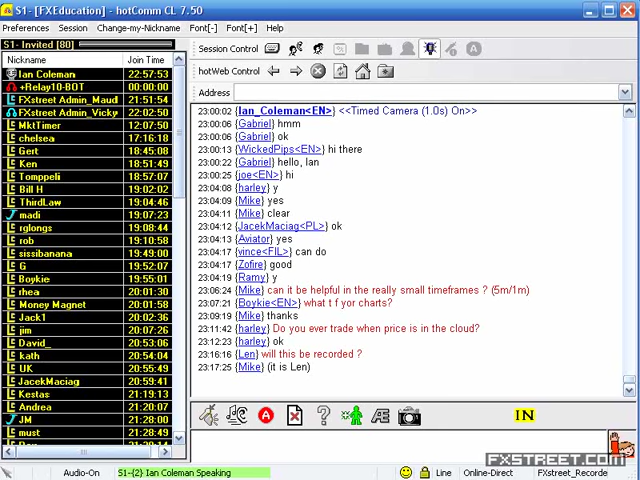 S1- [FXEducation] - hotComm CL 7.50
Preferences Session Change-my-Nickname Font[-] Font[+] Help
S1- Invited [80]
Nickname Join Time
Ian Coleman 22:57:53
+Relay10-BOT 00:00:00
FXstreet Admin_Maud 21:51:54
FXstreet Admin_Vicky 22:02:50
MktTimer 12:07:50
chelsea 17:16:18
Gert 18:45:08
Ken 18:51:49
Tomppeli 18:57:07
Bill H 19:02:02
ThirdLaw 19:04:46
madi 19:07:23
rglongs 19:08:44
rob 19:10:58
sissibanana 19:49:00
G 19:52:07
Boykie 19:55:01
rhea 20:01:30
Money Magnet 20:01:58
Jack1 20:02:36
jim 20:07:26
David_ 20:53:06
kath 20:54:04
UK 20:55:49
JacekMaciag 20:59:41
Kestas 21:19:13
Andrea 21:20:07
JM 21:28:00
must 21:28:49
Session Control
hotWeb Control
Address
23:00:02 {Ian_Coleman<EN>} <<Timed Camera (1.0s) On>>
23:00:06 {Gabriel} hmm
23:00:06 {Gabriel} ok
23:00:13 {WickedPips<EN>} hi there
23:00:22 {Gabriel} hello, Ian
23:00:25 {joe<EN>} hi
23:04:08 {harley} y
23:04:09 {Mike} yes
23:04:11 {Mike} clear
23:04:12 {JacekMaciag<PL>} ok
23:04:13 {Aviator} yes
23:04:17 {vince<FIL>} can do
23:04:17 {Zofire} good
23:04:19 {Ramy} y
23:06:24 {Mike} can it be helpful in the really small timeframes ? (5m/1m)
23:07:21 {Boykie<EN>} what t f yor charts?
23:09:19 {Mike} thanks
23:11:42 {harley} Do you ever trade when price is in the cloud?
23:12:23 {harley} ok
23:16:16 {Len} will this be recorded ?
23:17:25 {Mike} (it is Len)
IN
FXSTREET.COM
Audio-On S1-{2} Ian Coleman Speaking Line Online-Direct FXstreet_Recorde